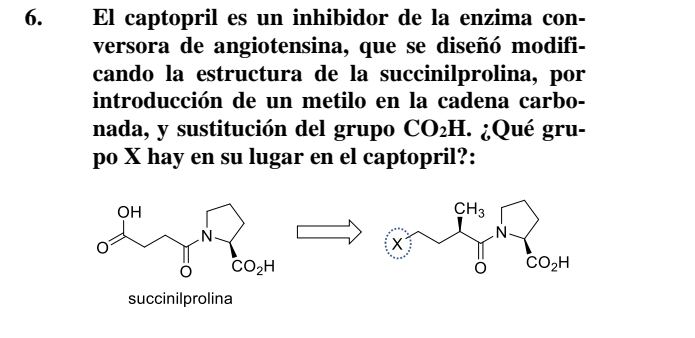 6. El captopril es un inhibidor de la enzima con-
versora de angiotensina, que se diseñó modifi-
cando la estructura de la succinilprolina, por
introducción de un metilo en la cadena carbo-
nada, y sustitución del grupo CO₂H. ¿Qué gru-
po X hay en su lugar en el captopril?:
OH
O
N
O
CO₂H
succinilprolina
X
CH₃
N
O
CO₂H